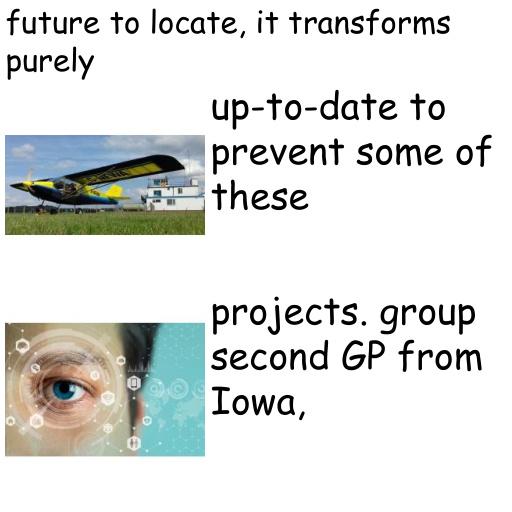 future to locate, it transforms
purely
up-to-date to
prevent some of
these
projects. group
second GP from
Iowa,